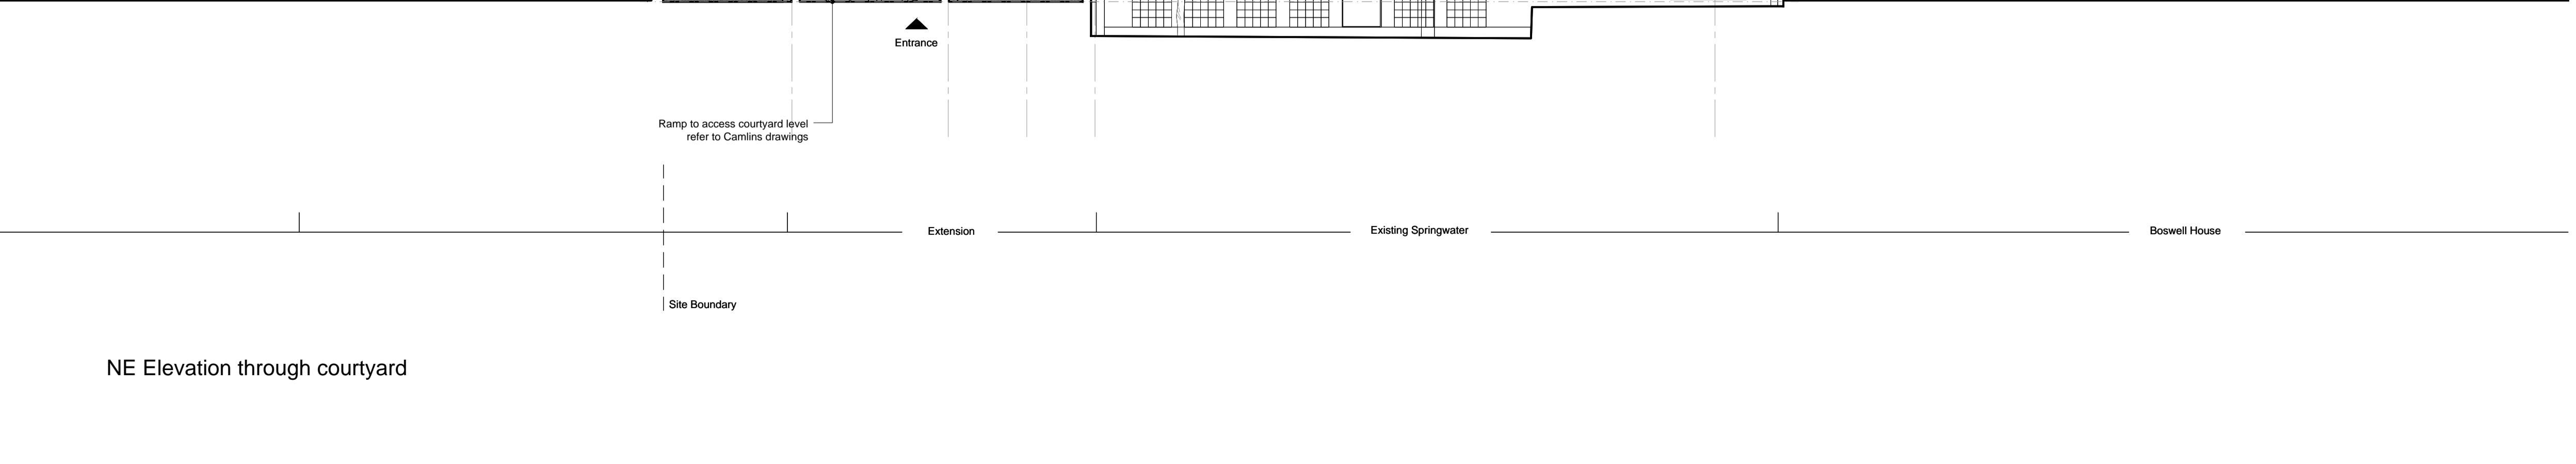 Entrance
Ramp to access courtyard level
refer to Camlins drawings
Extension
Existing Springwater
Boswell House
Site Boundary
NE Elevation through courtyard